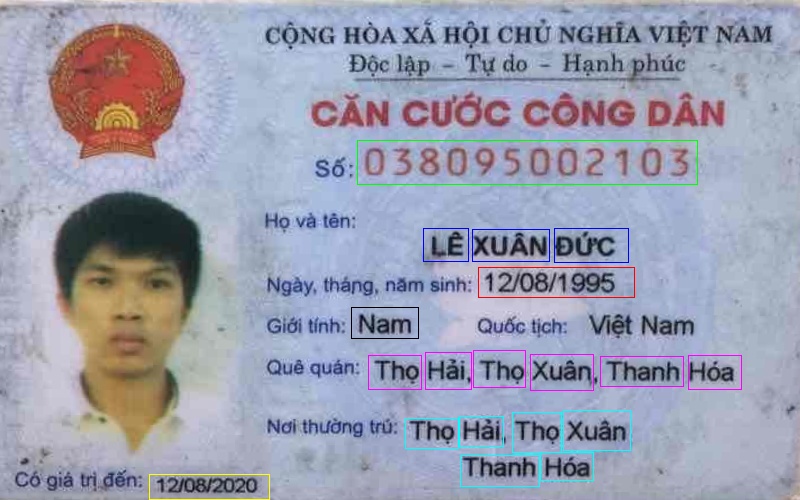 CỘNG HÒA XÃ HỘI CHỦ NGHĨA VIỆT NAM
Độc lập – Tự do – Hạnh phúc
CĂN CƯỚC CÔNG DÂN
Số: 038095002103
Họ và tên:
LÊ XUÂN ĐỨC
Ngày, tháng, năm sinh: 12/08/1995
Giới tính: Nam Quốc tịch: Việt Nam
Quê quán: Thọ Hải, Thọ Xuân, Thanh Hóa
Nơi thường trú: Thọ Hải, Thọ Xuân
Thanh Hóa
Có giá trị đến: 12/08/2020